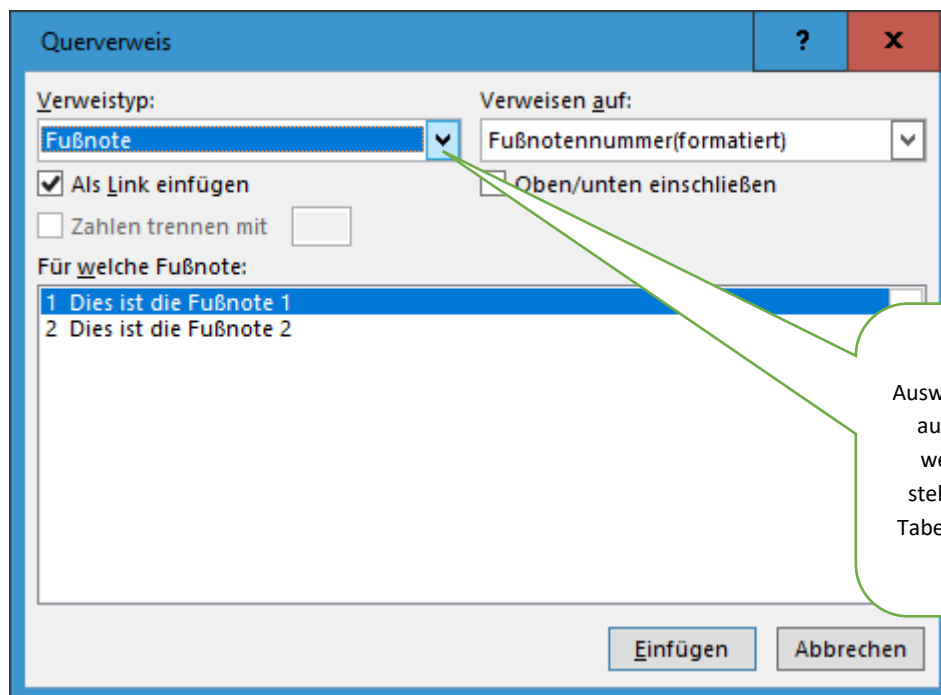 Querverweis
Verweistyp: Verweisen auf:
Fußnote Fußnotennummer(formatiert)
Als Link einfügen Oben/unten einschließen
Zahlen trennen mit
Für welche Fußnote:
1 Dies ist die Fußnote 1
2 Dies ist die Fußnote 2
Einfügen Abbrechen